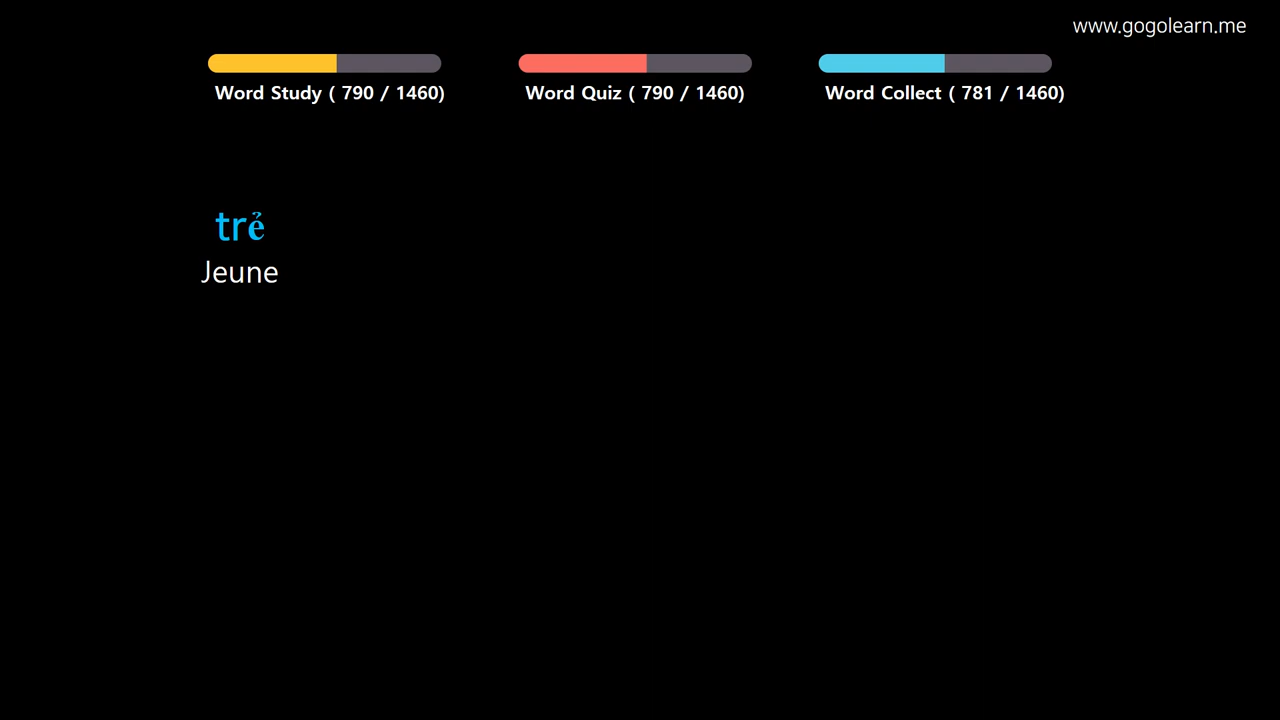 www.gogolearn.me
Word Study ( 790 / 1460)
Word Quiz ( 790 / 1460)
Word Collect ( 781 / 1460)
trẻ
Jeune